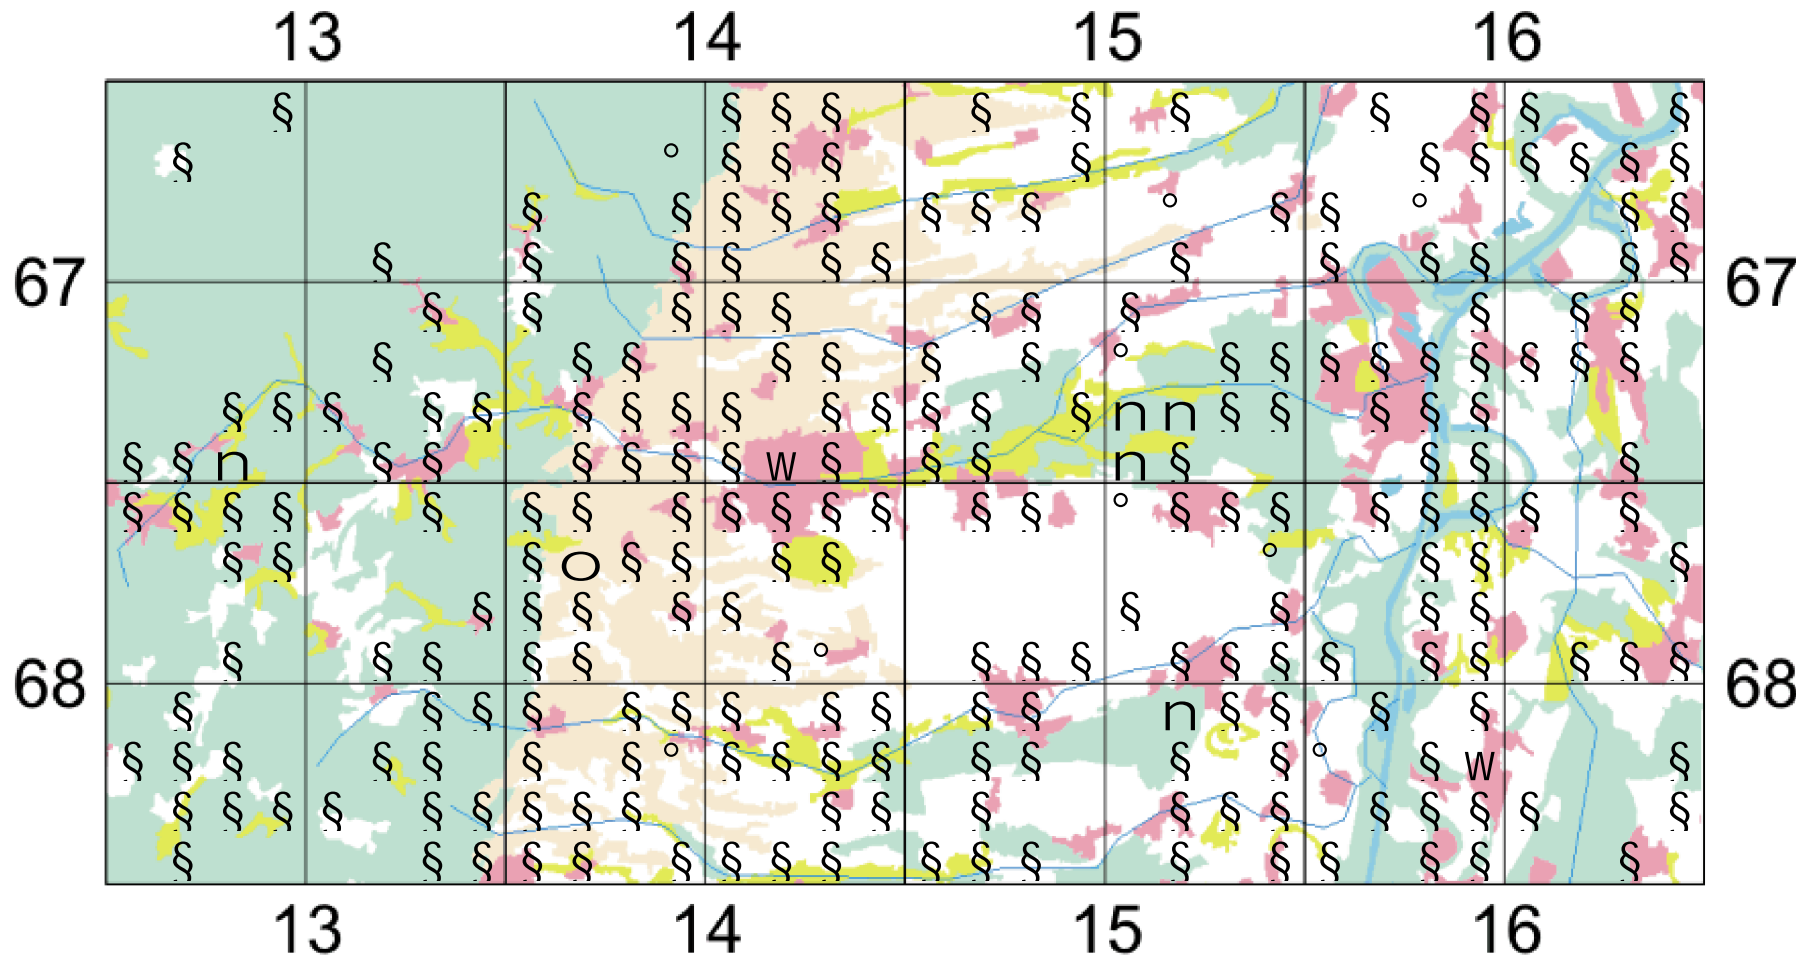 13 14 15 16
§ § § § § § § § § § §
§ ° § § § § § § § § § §
§ § § § § § § § ° § § ° § §
67 § § § § § § § § § § § § 67
§ § § § § § § § § § §
§ § § § § § § ° § § § § § § § § §
§ § § § § § § § § § § § § § n n § § § § §
§ § n § § § § § § w § § § n § § § §
§ § § § § § § § § § § § § § ° § § § § § § § §
§ § § o § § § § ° § § §
§ § § § § § § § §
68 § § § § § § ° § § § § § § § § § § § § 68
§ § § § § § § § § § § n § § § §
§ § § § § § § ° § § § § § § § § ° § w §
§ § § § § § § § § § § § § § § § § § § §
§ § § § § § § § § § § § § § § § § §
13 14 15 16